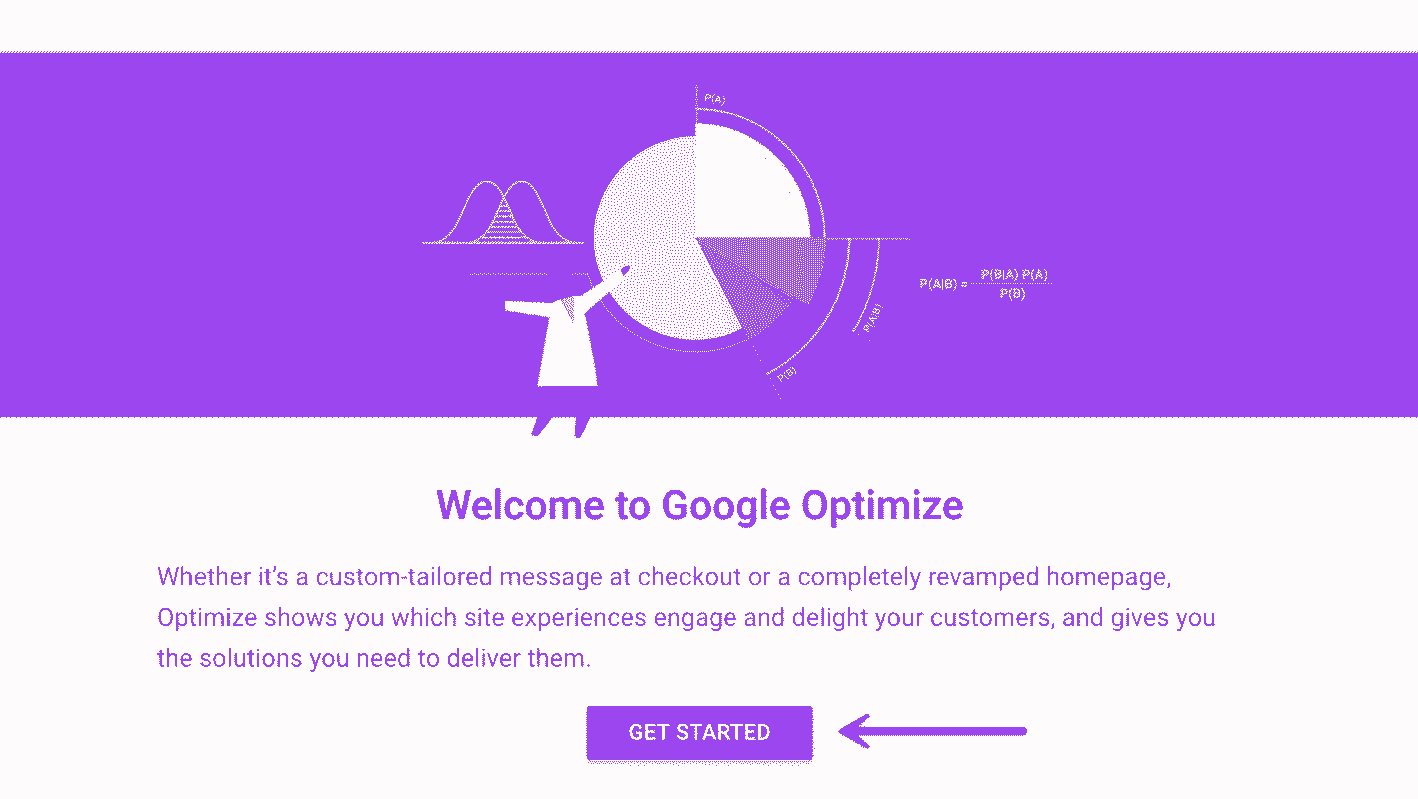 P(A)
P(A|B) = P(B|A) P(A)
P(B)
P(A|B)
P(B)
Welcome to Google Optimize
Whether it’s a custom-tailored message at checkout or a completely revamped homepage,
Optimize shows you which site experiences engage and delight your customers, and gives you
the solutions you need to deliver them.
GET STARTED